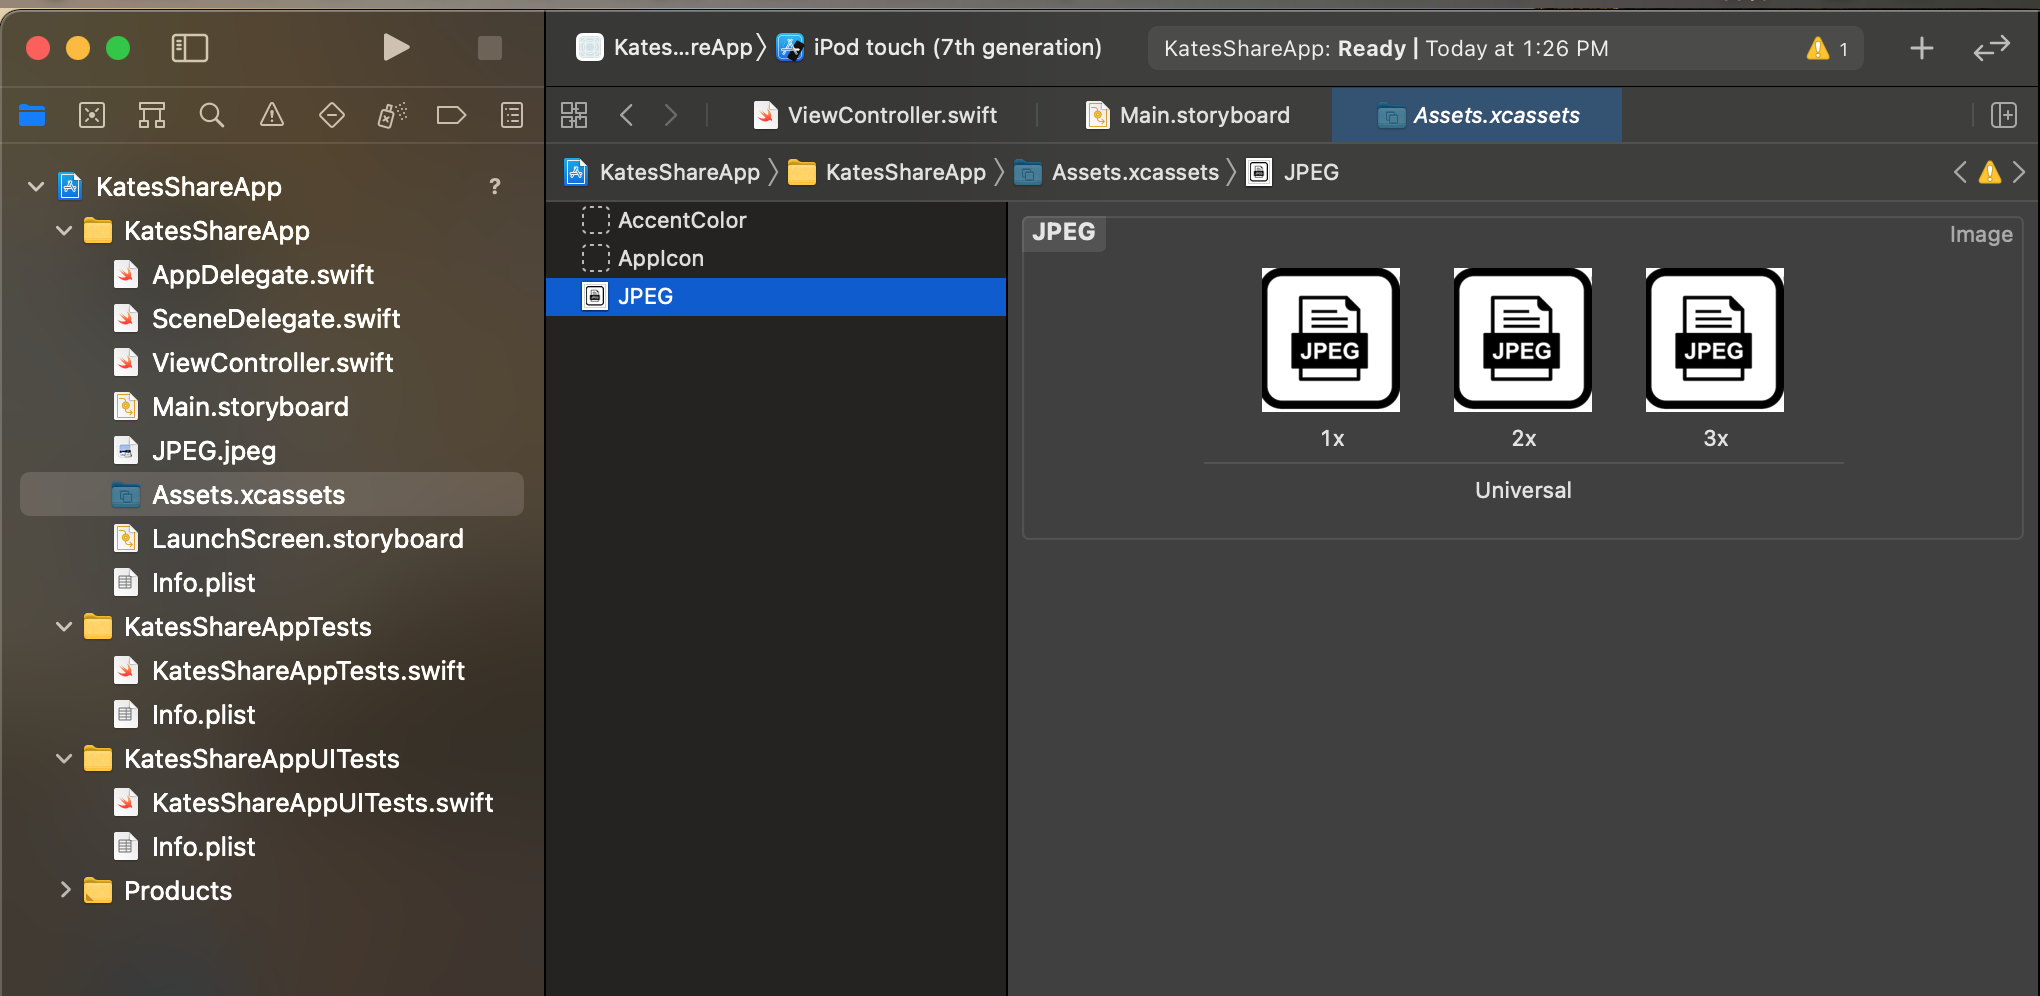 Kates...reApp
iPod touch (7th generation)
KatesShareApp: Ready | Today at 1:26 PM
1
ViewController.swift
Main.storyboard
Assets.xcassets
KatesShareApp
KatesShareApp
Assets.xcassets
JPEG
KatesShareApp
?
KatesShareApp
AppDelegate.swift
SceneDelegate.swift
ViewController.swift
Main.storyboard
JPEG.jpeg
Assets.xcassets
LaunchScreen.storyboard
Info.plist
KatesShareAppTests
KatesShareAppTests.swift
Info.plist
KatesShareAppUITests
KatesShareAppUITests.swift
Info.plist
Products
AccentColor
AppIcon
JPEG
JPEG
Image
JPEG
JPEG
JPEG
1x
2x
3x
Universal